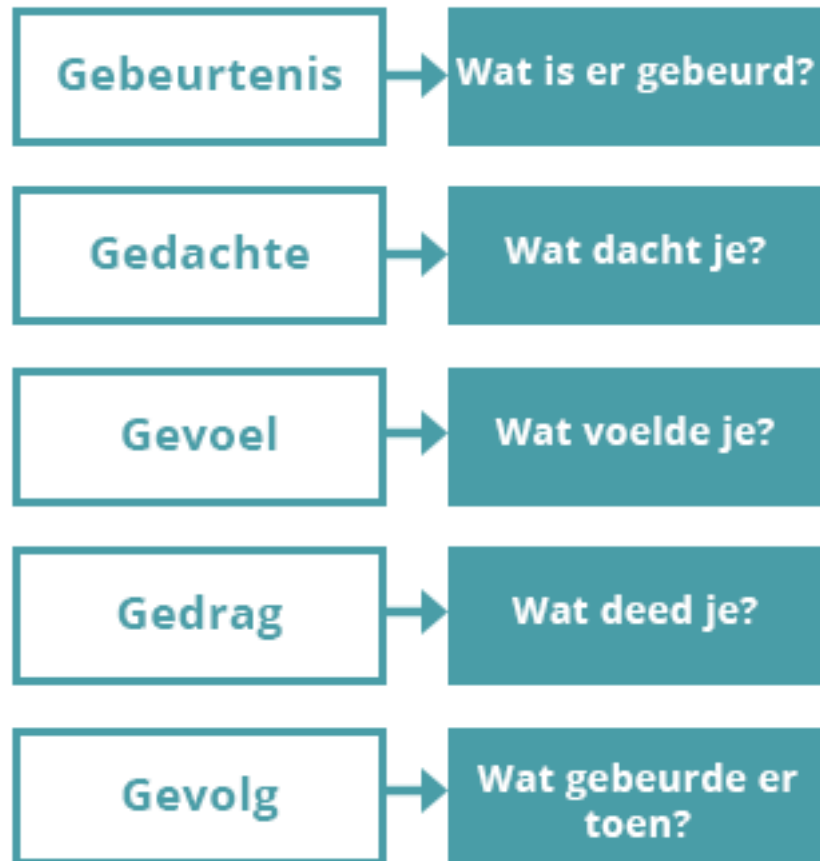 Gebeurtenis
Wat is er gebeurd?
Gedachte
Wat dacht je?
Gevoel
Wat voelde je?
Gedrag
Wat deed je?
Gevolg
Wat gebeurde er
toen?